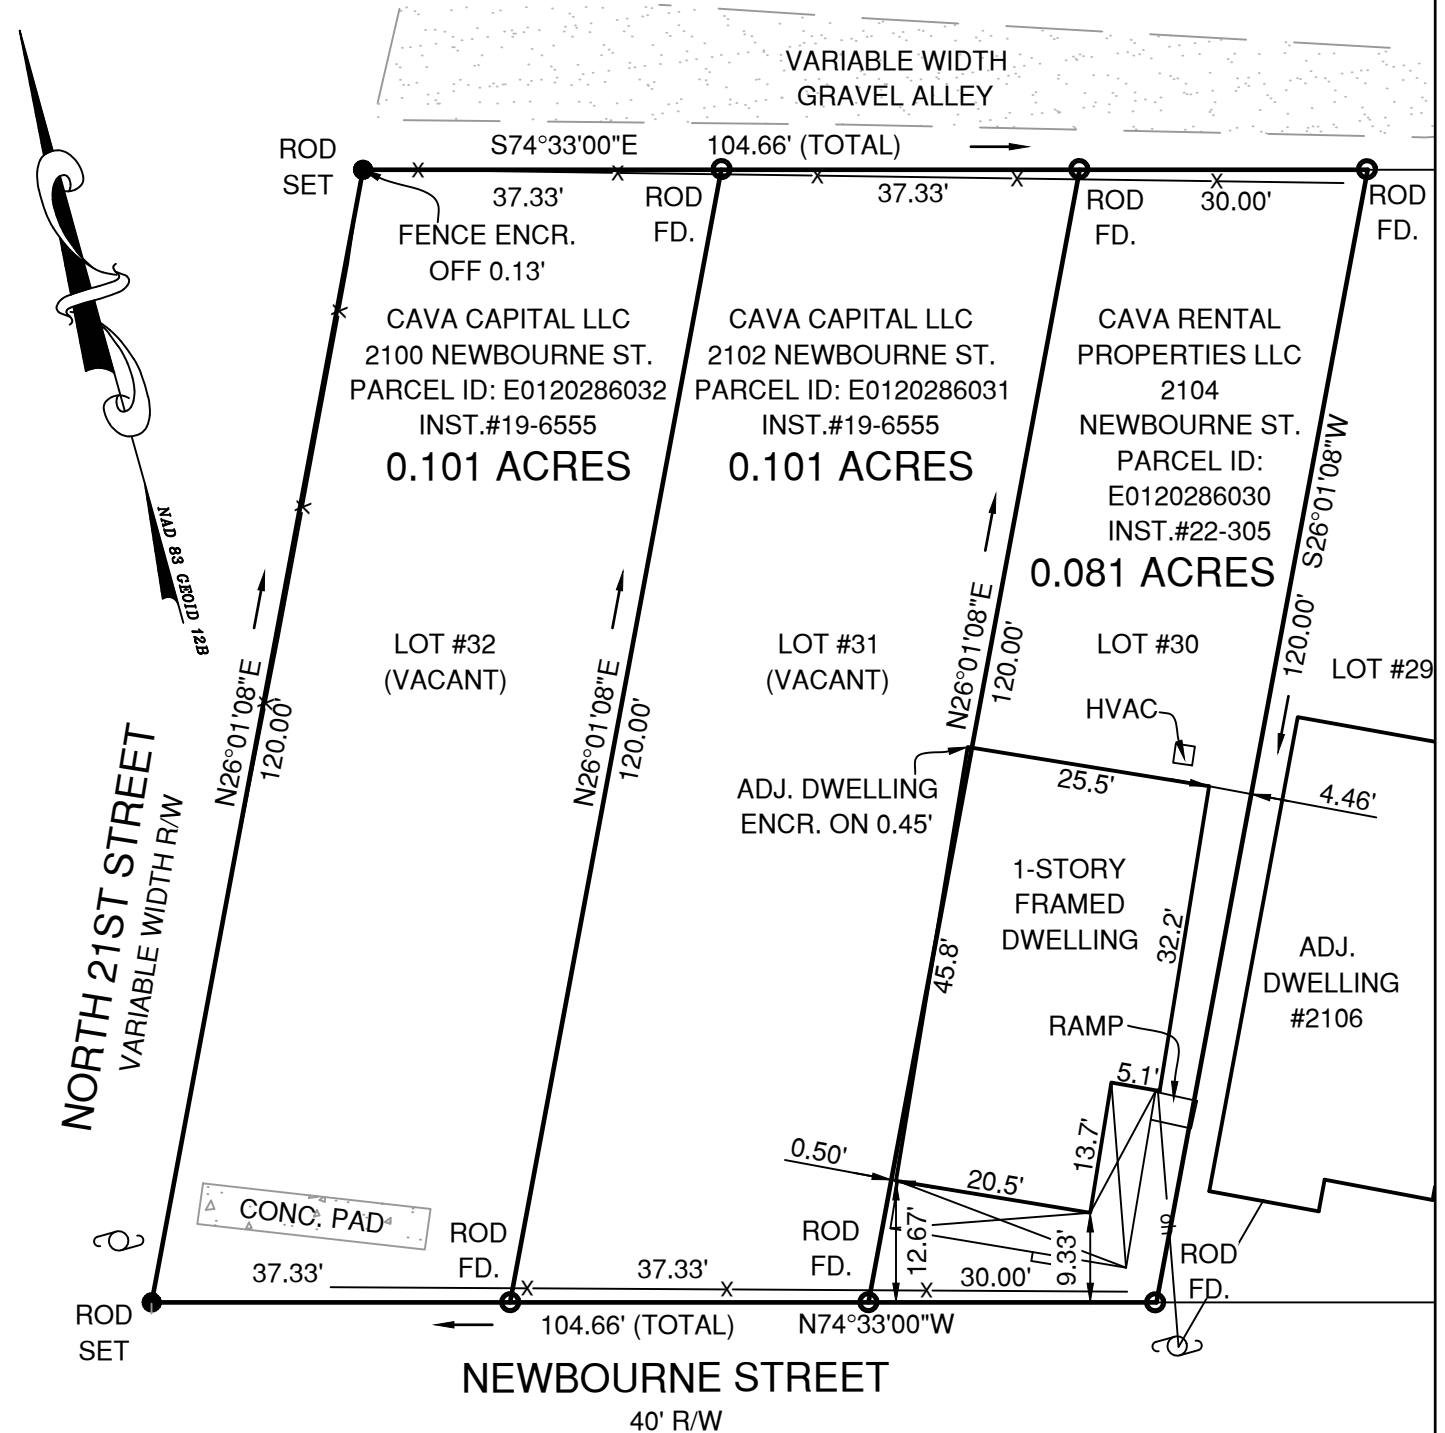 VARIABLE WIDTH
GRAVEL ALLEY
S74°33'00"E
104.66' (TOTAL)
ROD
SET
37.33'
ROD
FD.
37.33'
ROD
FD.
30.00'
ROD
FD.
FENCE ENCR.
OFF 0.13'
CAVA CAPITAL LLC
2100 NEWBOURNE ST.
PARCEL ID: E0120286032
INST.#19-6555
0.101 ACRES
CAVA CAPITAL LLC
2102 NEWBOURNE ST.
PARCEL ID: E0120286031
INST.#19-6555
0.101 ACRES
CAVA RENTAL
PROPERTIES LLC
2104
NEWBOURNE ST.
PARCEL ID:
E0120286030
INST.#22-305
0.081 ACRES
S26°01'08"W
120.00'
NAD 83 GEOID 12B
LOT #32
(VACANT)
LOT #31
(VACANT)
LOT #30
LOT #29
N26°01'08"E
120.00'
N26°01'08"E
120.00'
N26°01'08"E
120.00'
HVAC
25.5'
4.46'
ADJ. DWELLING
ENCR. ON 0.45'
NORTH 21ST STREET
VARIABLE WIDTH R/W
1-STORY
FRAMED
DWELLING
45.8'
32.2'
ADJ.
DWELLING
#2106
RAMP
5.1'
13.7'
0.50'
20.5'
CONC. PAD
ROD
FD.
ROD
FD.
12.67'
9.33'
ROD
FD.
37.33'
37.33'
30.00'
ROD
SET
104.66' (TOTAL)
N74°33'00"W
NEWBOURNE STREET
40' R/W